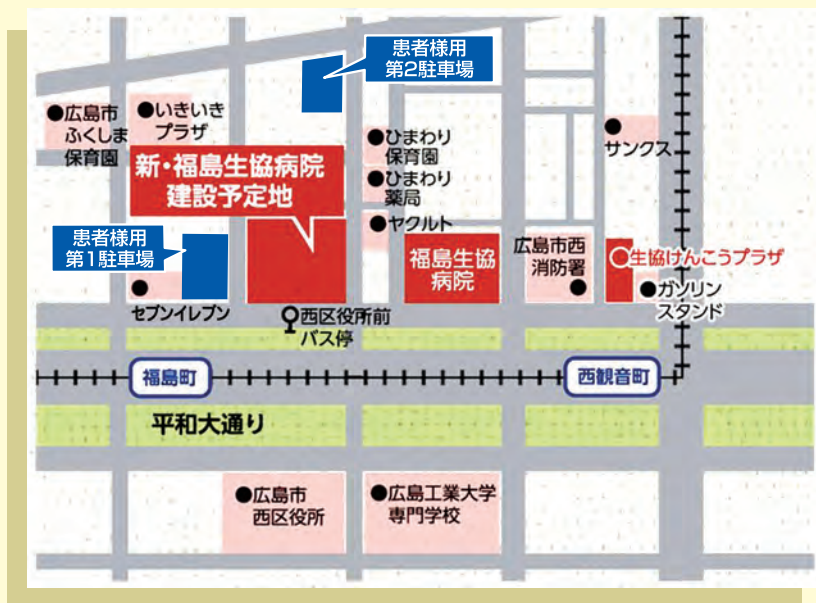 患者様用
第2駐車場
●広島市
ふくしま
保育園
●いきいき
プラザ
●ひまわり
保育園
●ひまわり
薬局
●ヤクルト
サンクス
新・福島生協病院
建設予定地
患者様用
第1駐車場
福島生協
病院
広島市西
消防署
生協けんこうプラザ
●ガソリン
スタンド
セブンイレブン
西区役所前
バス停
福島町
西観音町
平和大通り
●広島市
西区役所
●広島工業大学
専門学校